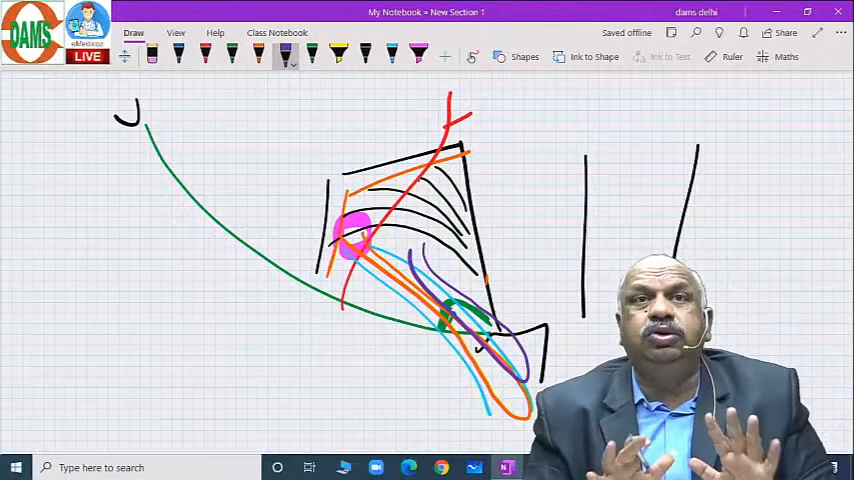 My Notebook » New Section 1
dams delhi
DAMS
eMedicoz
LIVE
Draw
View
Help
Class Notebook
Saved offline
Share
Shapes
Ink to Shape
Ink to Text
Ruler
Maths
Type here to search